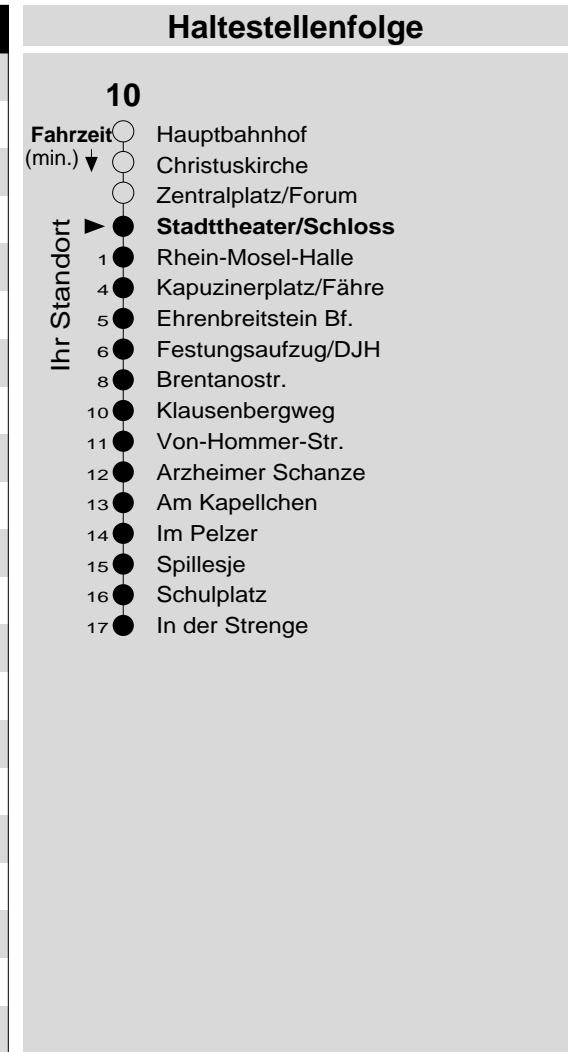 Haltestellenfolge
10
Fahrzeit Hauptbahnhof
(min.) Christuskirche
Zentralplatz/Forum
Ihr Standort
Stadttheater/Schloss
1 Rhein-Mosel-Halle
4 Kapuzinerplatz/Fähre
5 Ehrenbreitstein Bf.
6 Festungsaufzug/DJH
8 Brentanostr.
10 Klausenbergweg
11 Von-Hommer-Str.
12 Arzheimer Schanze
13 Am Kapellchen
14 Im Pelzer
15 Spillesje
16 Schulplatz
17 In der Strenge